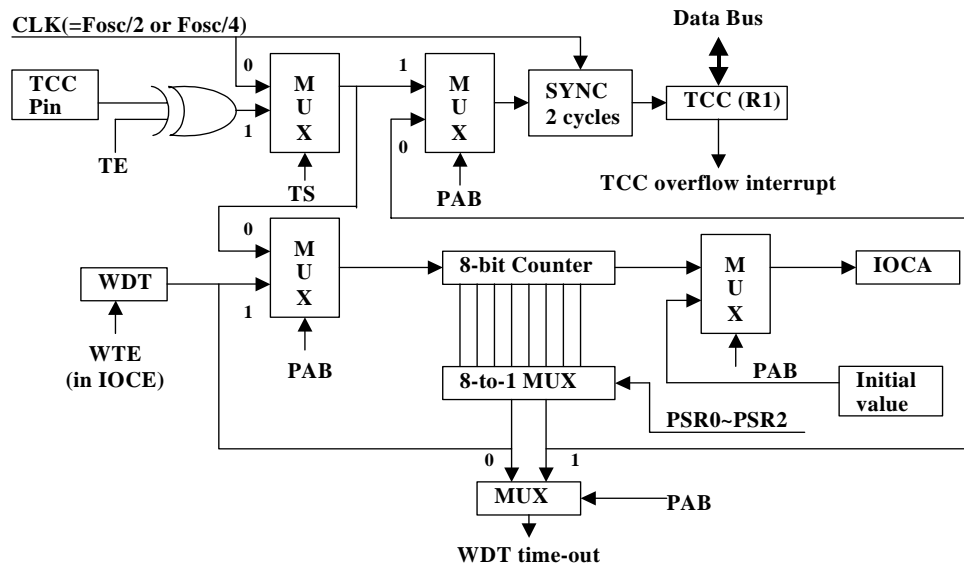 CLK(=Fosc/2 or Fosc/4)
Data Bus
TCC
Pin
0
1
M
U
X
1
0
M
U
X
SYNC
2 cycles
TCC (R1)
TE
TS
PAB
TCC overflow interrupt
0
1
M
U
X
WDT
8-bit Counter
M
U
X
IOCA
WTE
(in IOCE)
PAB
8-to-1 MUX
PAB
Initial
value
PSR0~PSR2
0
1
MUX
PAB
WDT time-out